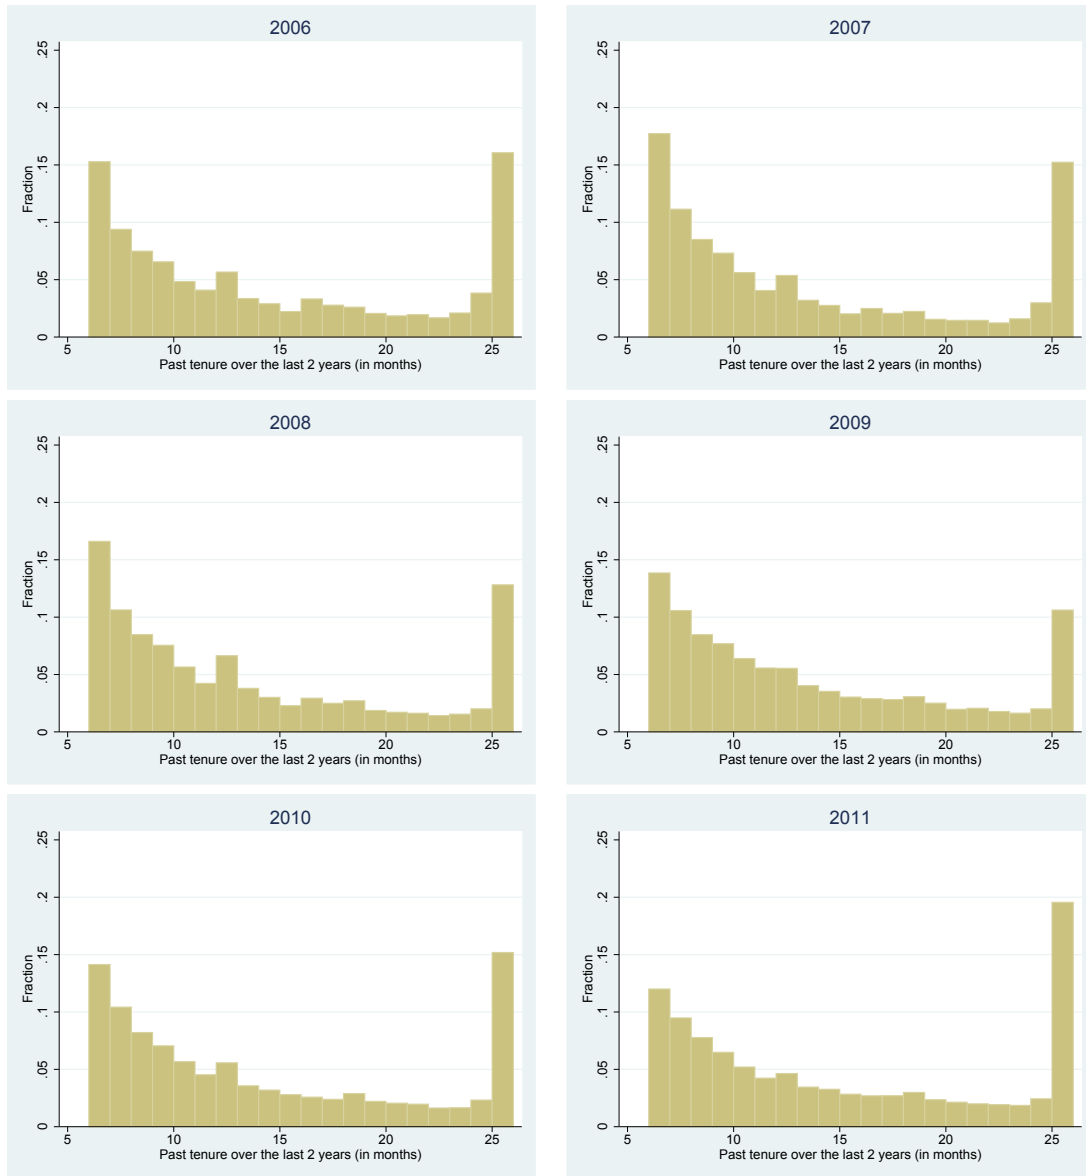 2006
.25
.2
.15
.1
.05
0
Fraction
5 10 15 20 25
Past tenure over the last 2 years (in months)
2007
.25
.2
.15
.1
.05
0
Fraction
5 10 15 20 25
Past tenure over the last 2 years (in months)
2008
.25
.2
.15
.1
.05
0
Fraction
5 10 15 20 25
Past tenure over the last 2 years (in months)
2009
.25
.2
.15
.1
.05
0
Fraction
5 10 15 20 25
Past tenure over the last 2 years (in months)
2010
.25
.2
.15
.1
.05
0
Fraction
5 10 15 20 25
Past tenure over the last 2 years (in months)
2011
.25
.2
.15
.1
.05
0
Fraction
5 10 15 20 25
Past tenure over the last 2 years (in months)